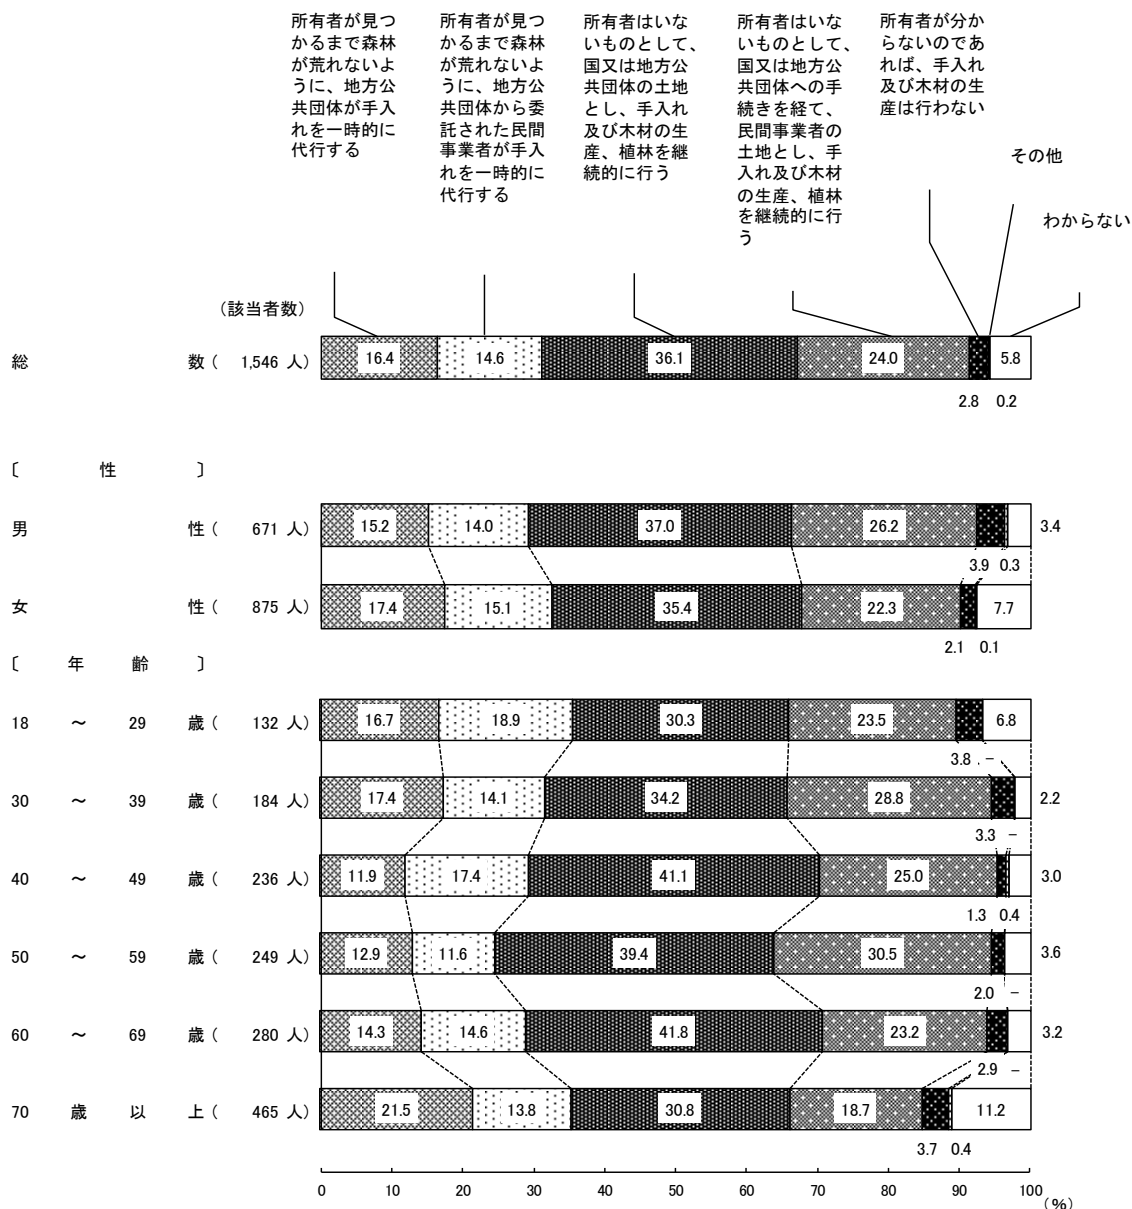 所有者が見つ
かるまで森林
が荒れないよ
うに、地方公
共団体が手入
れを一時的に
代行する
所有者が見つ
かるまで森林
が荒れないよ
うに、地方公
共団体から委
託された民間
事業者が手入
れを一時的に
代行する
所有者はいな
いものとして、
国又は地方公
共団体の土地
とし、手入れ
及び木材の生
産、植林を継
続的に行う
所有者はいな
いものとして、
国又は地方公
共団体への手
続きを経て、
民間事業者の
土地とし、手
入れ及び木材
の生産、植林
を継続的に行
う
所有者が分か
らないのであ
れば、手入れ
及び木材の生
産は行わない
その他
わからない
(該当者数)
総 数 ( 1,546 人) 16.4 14.6 36.1 24.0 5.8
2.8 0.2
〔 性 〕
男 性 ( 671 人) 15.2 14.0 37.0 26.2 3.4
3.9 0.3
女 性 ( 875 人) 17.4 15.1 35.4 22.3 7.7
2.1 0.1
〔 年 齢 〕
18 ～ 29 歳 ( 132 人) 16.7 18.9 30.3 23.5 6.8
3.8 －
30 ～ 39 歳 ( 184 人) 17.4 14.1 34.2 28.8 2.2
3.3 －
40 ～ 49 歳 ( 236 人) 11.9 17.4 41.1 25.0 3.0
1.3 0.4
50 ～ 59 歳 ( 249 人) 12.9 11.6 39.4 30.5 3.6
2.0 －
60 ～ 69 歳 ( 280 人) 14.3 14.6 41.8 23.2 3.2
2.9 －
70 歳 以 上 ( 465 人) 21.5 13.8 30.8 18.7 11.2
3.7 0.4
0 10 20 30 40 50 60 70 80 90 100
(%)